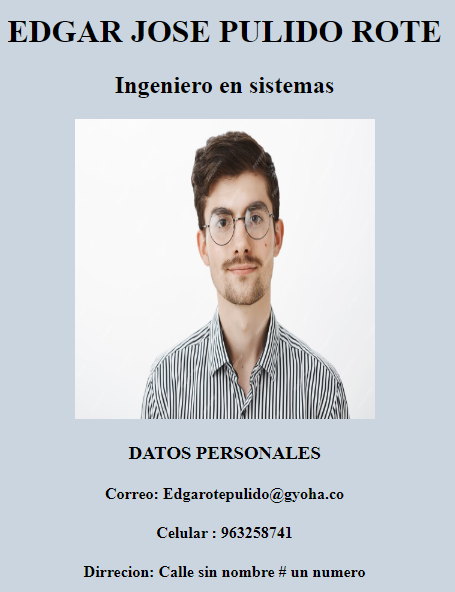 EDGAR JOSE PULIDO ROTE
Ingeniero en sistemas
DATOS PERSONALES
Correo: Edgarotepulido@gyoha.co
Celular : 963258741
Dirrecion: Calle sin nombre # un numero